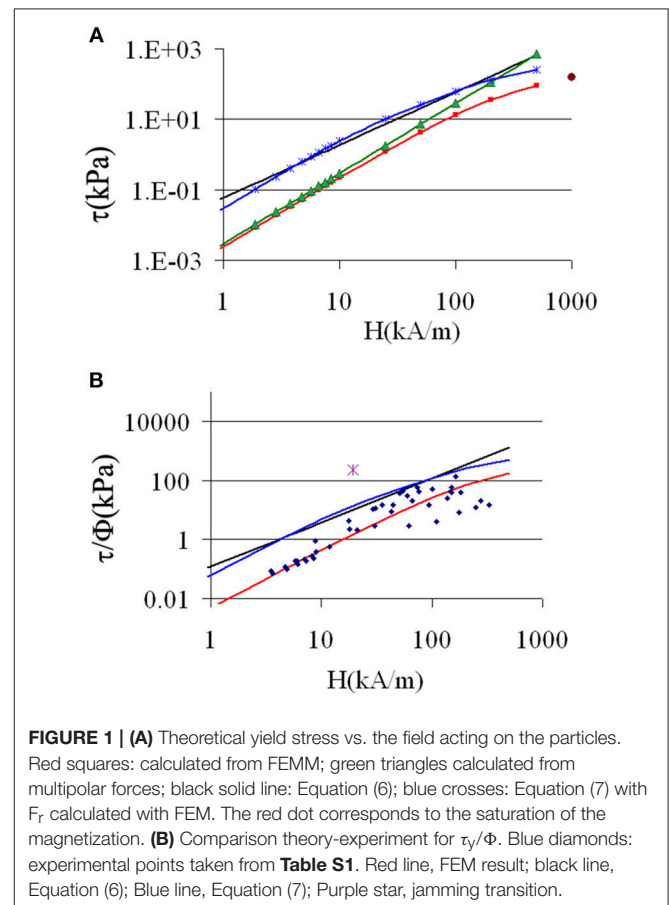 A
1.E+03
1.E+01
1.E-01
1.E-03
τ(kPa)
1 10 100 1000
H(kA/m)
B
10000
100
1
0.01
τ/Φ(kPa)
1 10 100 1000
H(kA/m)
FIGURE 1 | (A) Theoretical yield stress vs. the field acting on the particles.
Red squares: calculated from FEMM; green triangles calculated from
multipolar forces; black solid line: Equation (6); blue crosses: Equation (7) with
Fr calculated with FEM. The red dot corresponds to the saturation of the
magnetization. (B) Comparison theory-experiment for τy/Φ. Blue diamonds:
experimental points taken from Table S1. Red line, FEM result; black line,
Equation (6); Blue line, Equation (7); Purple star, jamming transition.